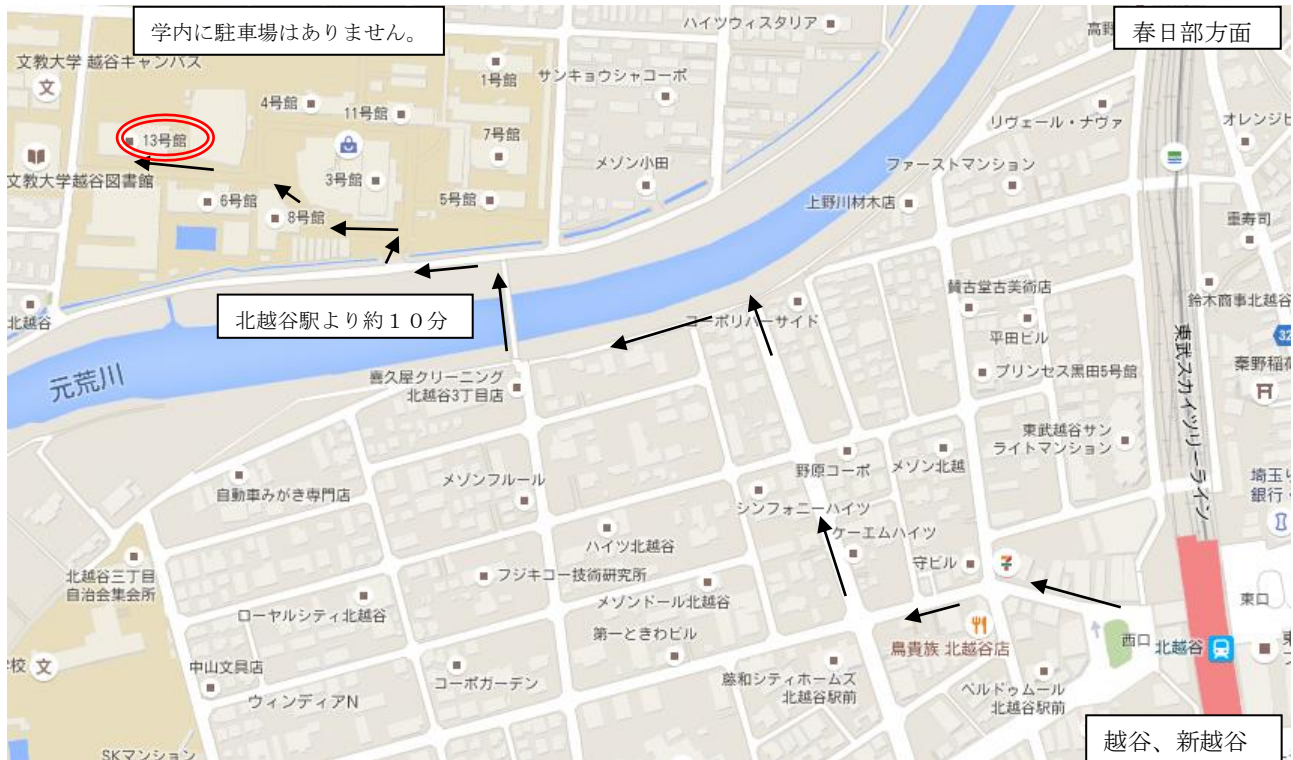 学内に駐車場はありません。
ハイツウィスタリア
高野
春日部方面
文教大学 越谷キャンパス
文
1号館
サンキョウシャコーポ
4号館
11号館
13号館
7号館
リヴェール・ナヴァ
オレンジビ
3号館
メゾン小田
ファーストマンション
文教大学越谷図書館
6号館
5号館
8号館
上野川材木店
重寿司
北越谷
北越谷駅より約１０分
賛古堂古美術店
鈴木商事北越谷
コーポリバーサイド
平田ビル
32
東武スカイツリーライン
秦野稲荷
元荒川
喜久屋クリーニング
北越谷3丁目店
プリンセス黒田5号館
東武越谷サン
ライトマンション
野原コーポ
メゾン北越
自動車みがき専門店
メゾンフルール
埼玉り
銀行・
シンフォニーハイツ
ケーエムハイツ
ハイツ北越谷
守ビル
7
北越谷三丁目
自治会集会所
フジキコー技術研究所
ローヤルシティ北越谷
メゾンドール北越谷
東口
第一ときわビル
鳥貴族 北越谷店
西口
北越谷
校
文
中山文具店
コーポガーデン
藤和シティホームズ
北越谷駅前
ベルドゥムール
北越谷駅前
ウィンディアN
SKマンション
越谷、新越谷